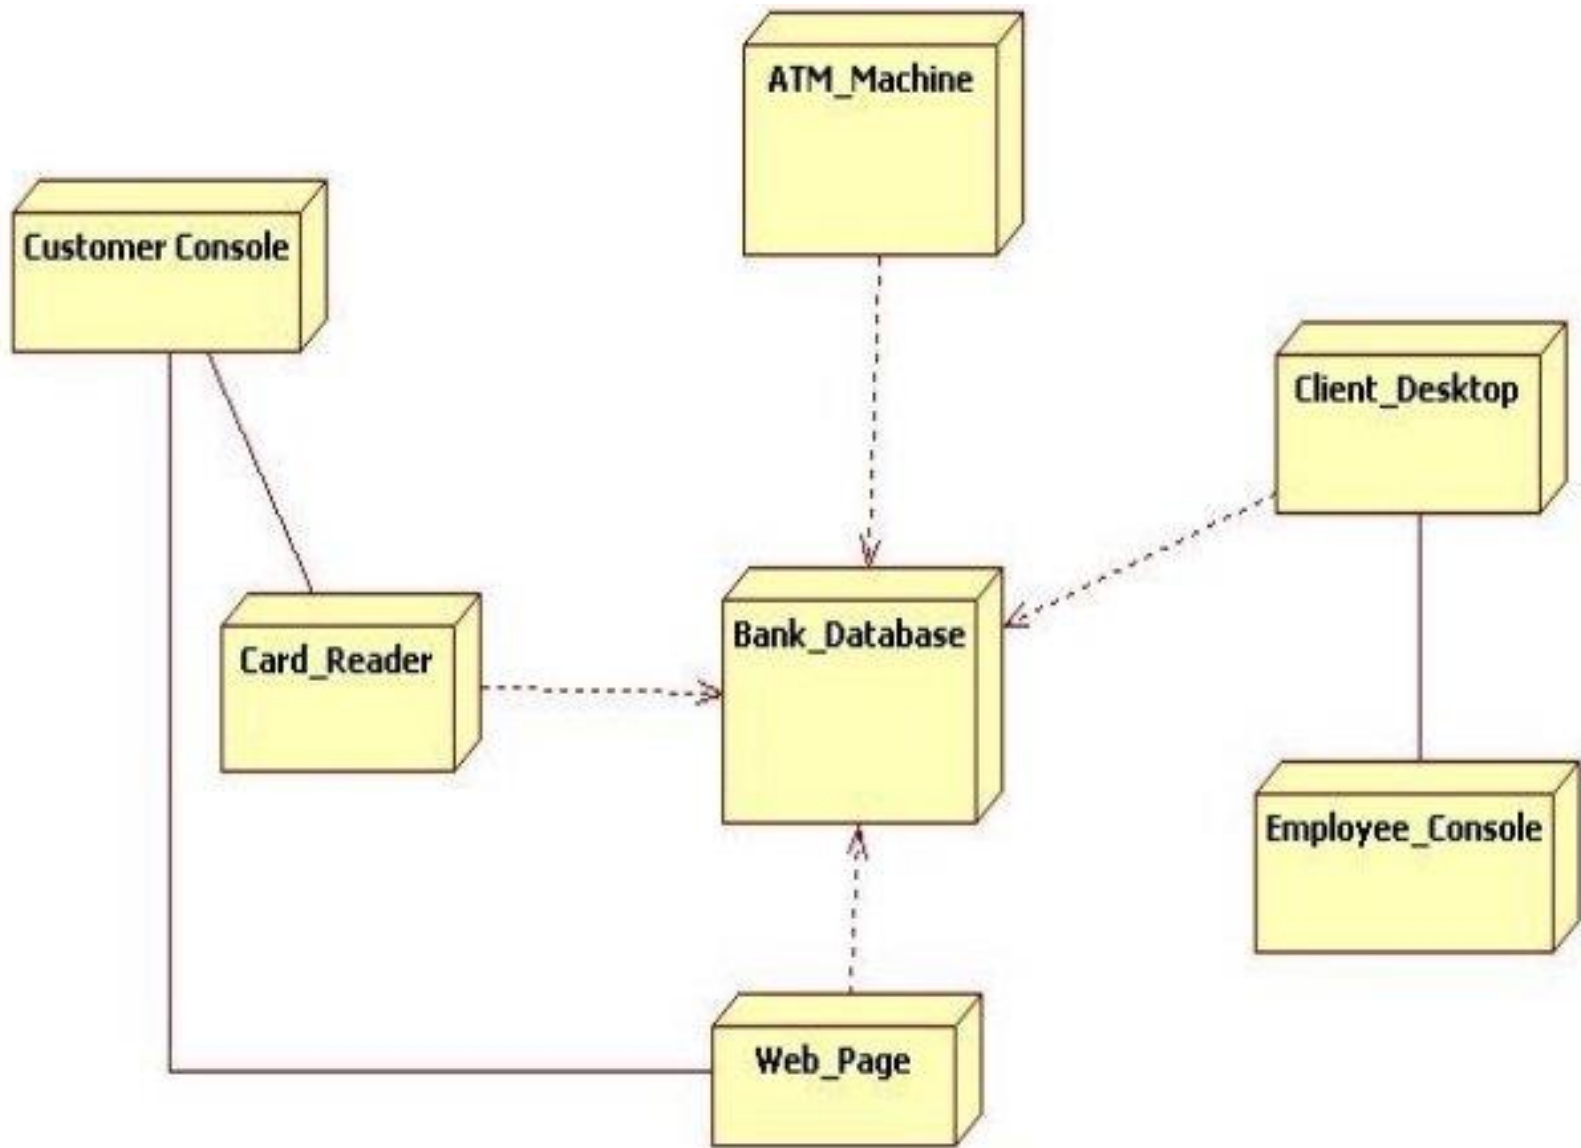 ATM_Machine
Customer Console
Client_Desktop
Card_Reader
Bank_Database
Employee_Console
Web_Page